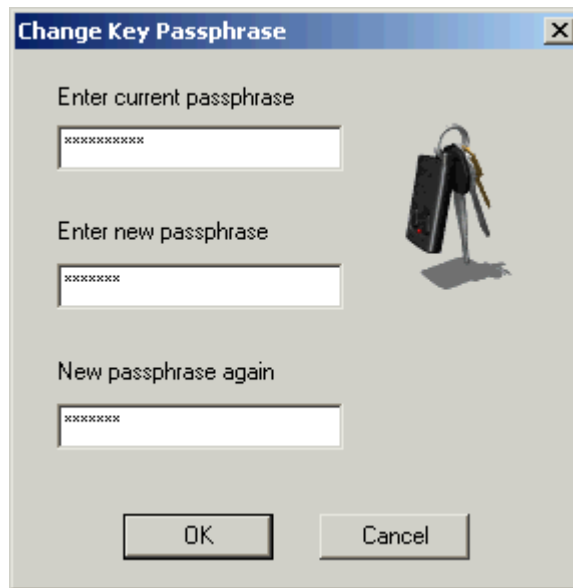 Change Key Passphrase
Enter current passphrase
**********
Enter new passphrase
*******
New passphrase again
*******
OK
Cancel